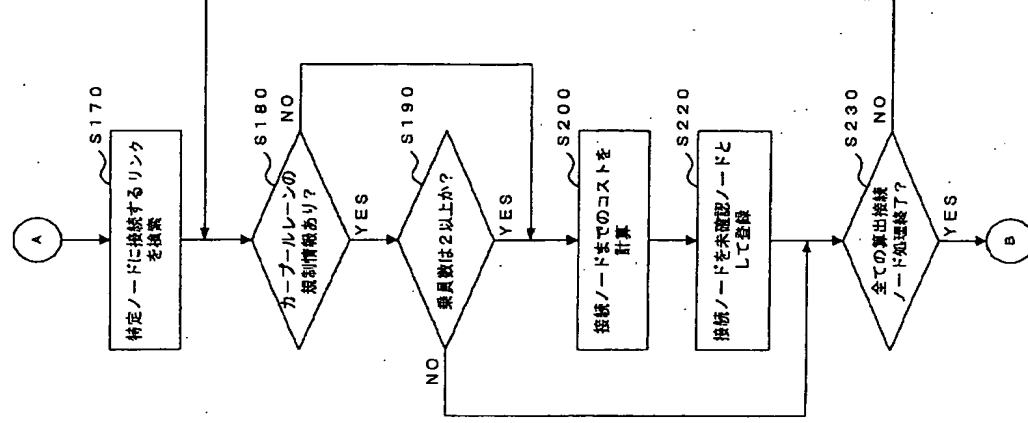 A
S170
特定ノードに接続するリンク
を検索
S180
カープールレーンの
規制情報あり?
NO
YES
S190
乗員数は2以上か?
NO
YES
S200
接続ノードまでのコストを
計算
S220
接続ノードを未確認ノードと
して登録
S230
全ての算出接続
ノード処理終了?
NO
YES
B